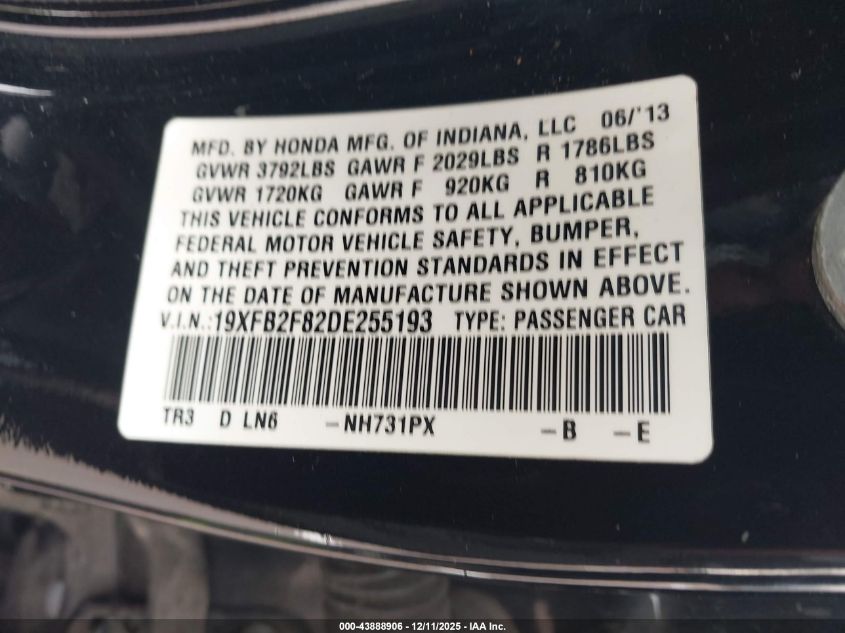 MFD. BY HONDA MFG. OF INDIANA, LLC 06/'13
GVWR 3792LBS GAWR F 2029LBS R 1786LBS
GVWR 1720KG GAWR F 920KG R 810KG
THIS VEHICLE CONFORMS TO ALL APPLICABLE
FEDERAL MOTOR VEHICLE SAFETY, BUMPER,
AND THEFT PREVENTION STANDARDS IN EFFECT
ON THE DATE OF MANUFACTURE SHOWN ABOVE.
V.I.N.:19XFB2F82DE255193 TYPE: PASSENGER CAR
TR3 D LN6 -NH731PX -B -E
000-43888906 - 12/11/2025 - IAA Inc.